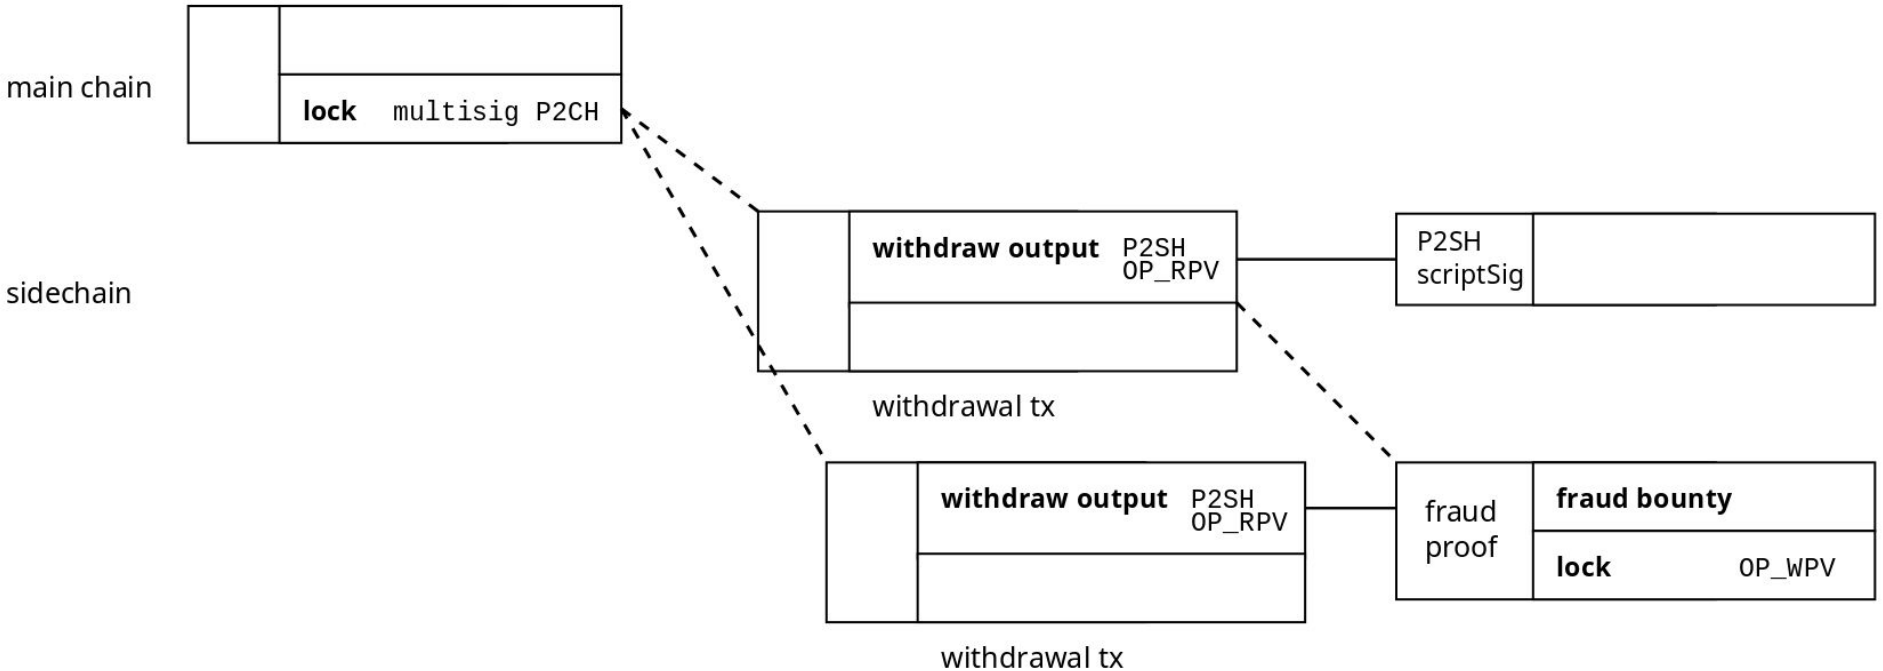 main chain
lock multisig P2CH
sidechain
withdraw output P2SH
OP_RPV
P2SH
scriptSig
withdrawal tx
withdraw output P2SH
OP_RPV
fraud
proof
fraud bounty
lock OP_WPV
withdrawal tx